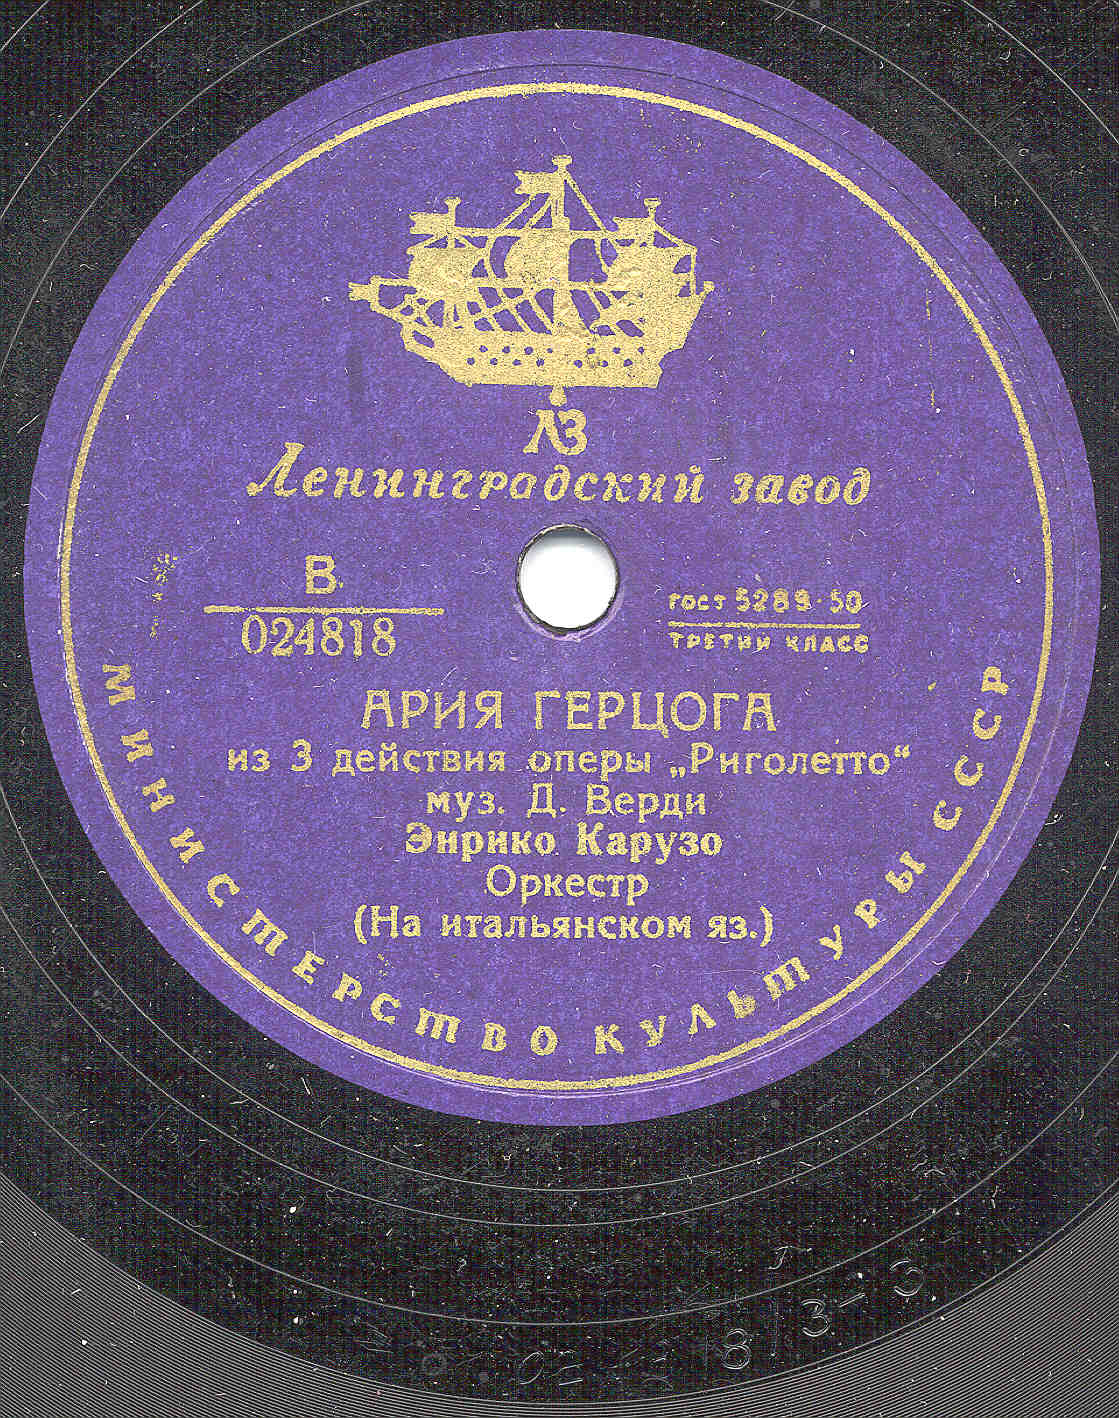 ЛЗ
Ленинградский завод
В
024818
ГОСТ 5289-50
ТРЕТИЙ КЛАСС
АРИЯ ГЕРЦОГА
из 3 действия оперы „Риголетто“
муз. Д. Верди
Энрико Карузо
Оркестр
(На итальянском яз.)
МИНИСТЕРСТВО КУЛЬТУРЫ СССР